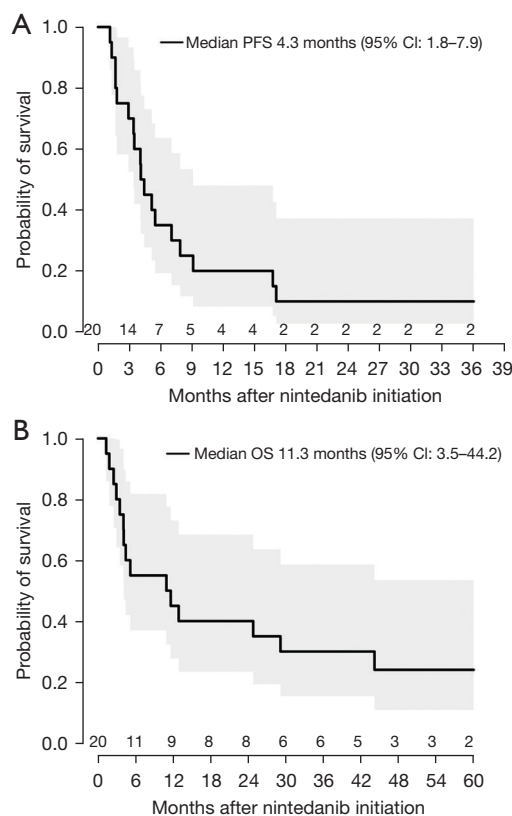 A
Median PFS 4.3 months (95% CI: 1.8–7.9)
Probability of survival
1.0
0.8
0.6
0.4
0.2
0.0
20 14 7 5 4 4 2 2 2 2 2 2 2
0 3 6 9 12 15 18 21 24 27 30 33 36 39
Months after nintedanib initiation
B
Median OS 11.3 months (95% CI: 3.5–44.2)
Probability of survival
1.0
0.8
0.6
0.4
0.2
0.0
20 11 9 8 8 6 6 5 3 3 2
0 6 12 18 24 30 36 42 48 54 60
Months after nintedanib initiation